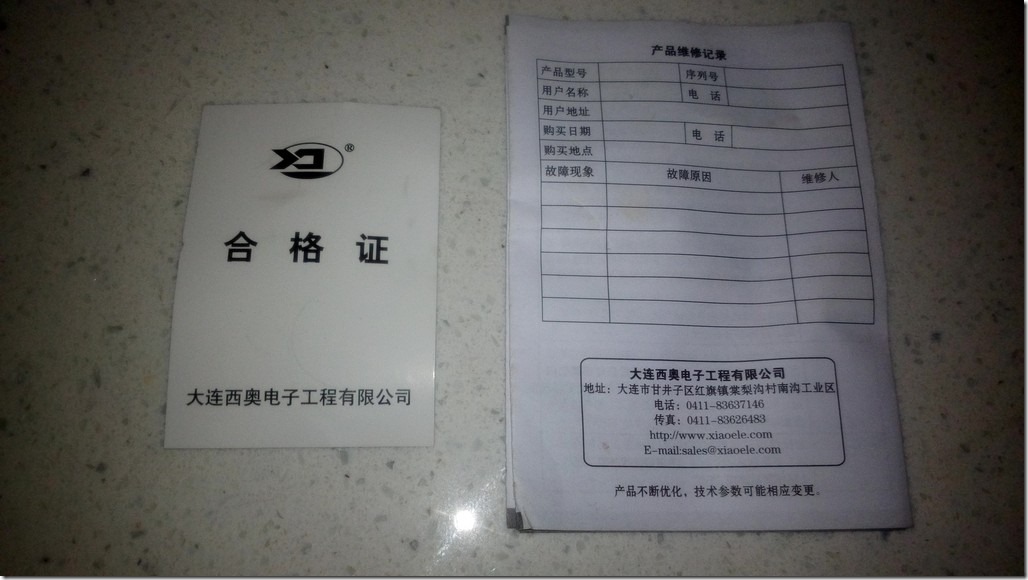 ®
合格证
大连西奥电子工程有限公司
产品维修记录
产品型号 序列号
用户名称 电话
用户地址
购买日期 电话
购买地点
故障现象 故障原因 维修人
大连西奥电子工程有限公司
地址：大连市甘井子区红旗镇棠梨沟村南沟工业区
电话：0411-83637146
传真：0411-83626483
http://www.xiaoele.com
E-mail:sales@xiaoele.com
产品不断优化，技术参数可能相应变更。